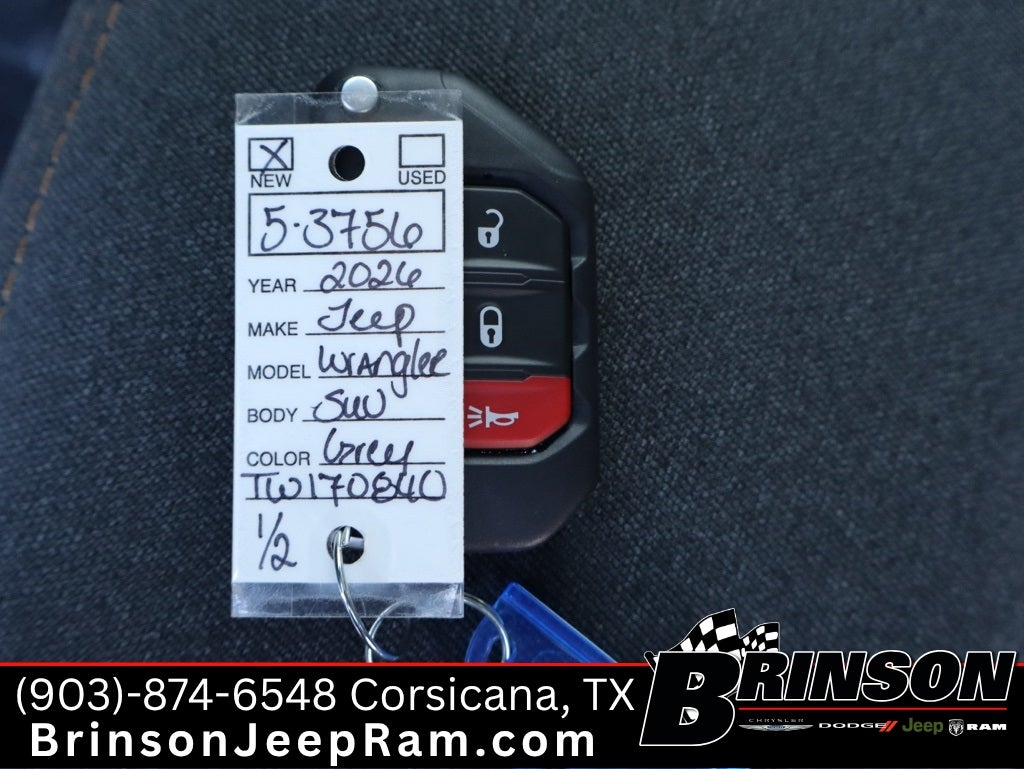 NEW USED
5-3756
YEAR 2026
MAKE Jeep
MODEL Wrangler
BODY SUV
COLOR Grey
TW170840
1/2
(903)-874-6548 Corsicana, TX
BrinsonJeepRam.com
BRINSON
CHRYSLER DODGE// Jeep RAM